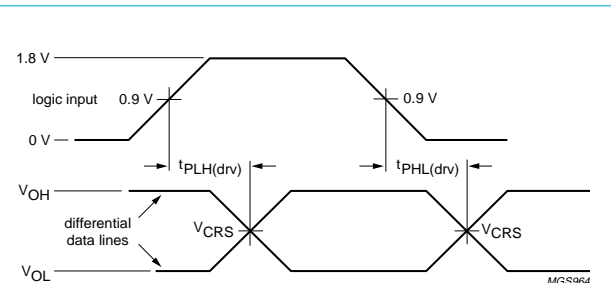 1.8 V
logic input
0.9 V
0.9 V
0 V
tPLH(drv)
tPHL(drv)
VOH
differential
data lines
VCRS
VCRS
VOL
MGS964